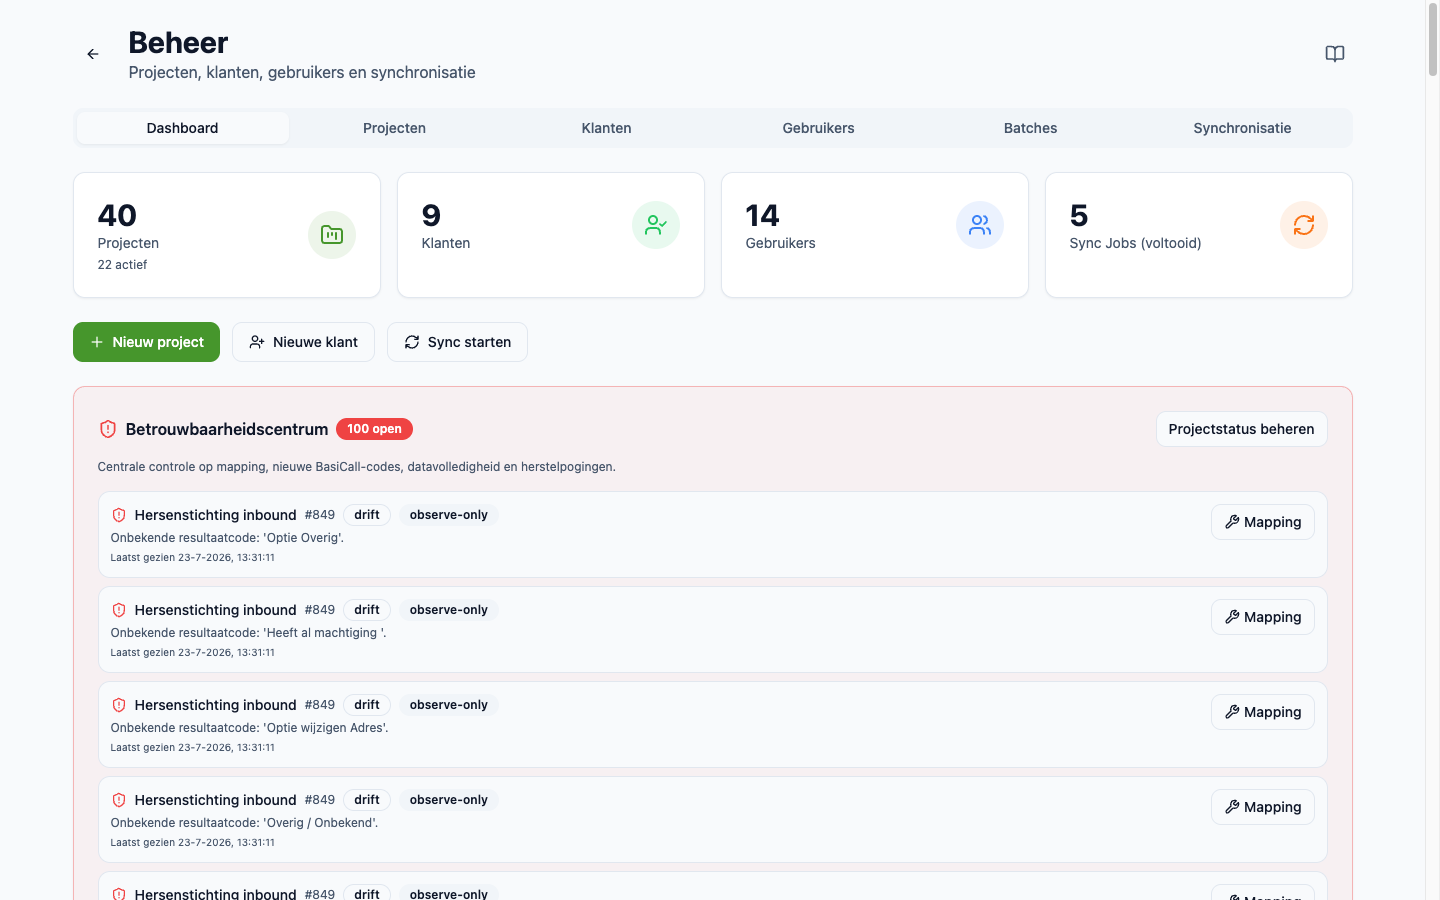 Beheer
Projecten, klanten, gebruikers en synchronisatie
Dashboard Projecten Klanten Gebruikers Batches Synchronisatie
40
Projecten
22 actief
9
Klanten
14
Gebruikers
5
Sync Jobs (voltooid)
Nieuw project Nieuwe klant Sync starten
Betrouwbaarheidscentrum 100 open Projectstatus beheren
Centrale controle op mapping, nieuwe BasiCall-codes, datavolledigheid en herstelpogingen.
Hersenstichting inbound #849 drift observe-only Mapping
Onbekende resultaatcode: 'Optie Overig'.
Laatst gezien 23-7-2026, 13:31:11
Hersenstichting inbound #849 drift observe-only Mapping
Onbekende resultaatcode: 'Heeft al machtiging '.
Laatst gezien 23-7-2026, 13:31:11
Hersenstichting inbound #849 drift observe-only Mapping
Onbekende resultaatcode: 'Optie wijzigen Adres'.
Laatst gezien 23-7-2026, 13:31:11
Hersenstichting inbound #849 drift observe-only Mapping
Onbekende resultaatcode: 'Overig / Onbekend'.
Laatst gezien 23-7-2026, 13:31:11
Hersenstichting inbound #849 drift observe-only Mapping